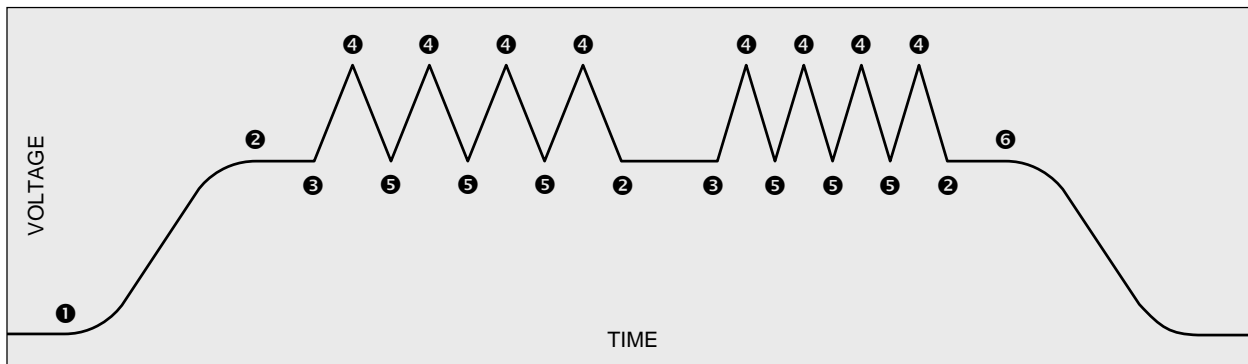 ❹ ❹ ❹ ❹ ❹ ❹ ❹ ❹
❷ ❻
❸ ❺ ❺ ❺ ❷ ❸ ❺ ❺ ❺ ❷
VOLTAGE
❶
TIME